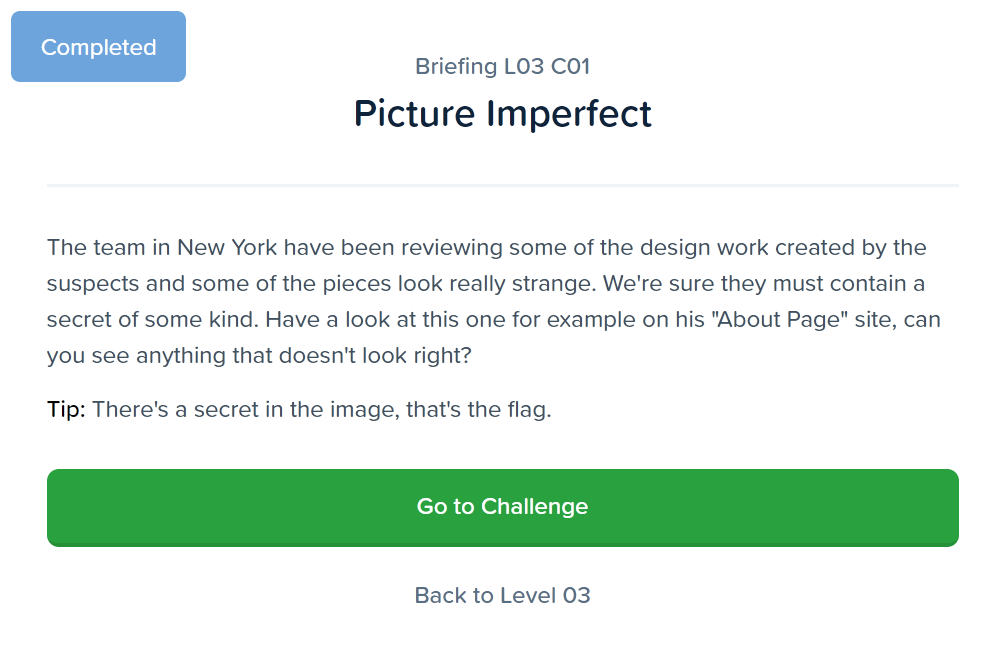 Completed
Briefing L03 C01
Picture Imperfect
The team in New York have been reviewing some of the design work created by the
suspects and some of the pieces look really strange. We're sure they must contain a
secret of some kind. Have a look at this one for example on his "About Page" site, can
you see anything that doesn't look right?
Tip: There's a secret in the image, that's the flag.
Go to Challenge
Back to Level 03